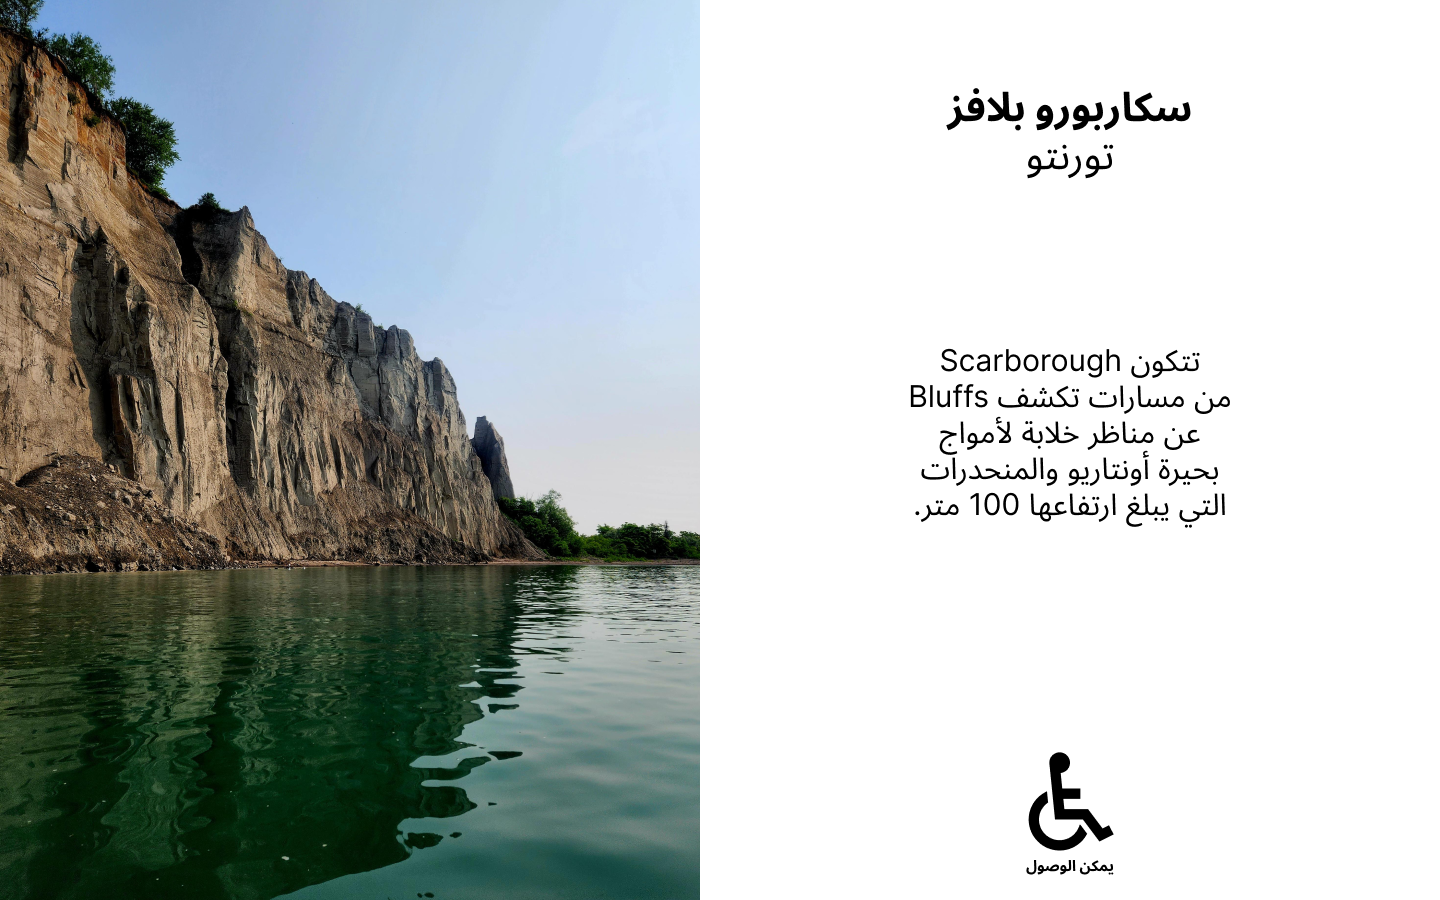 سكاربورو بلافز
تورنتو
تتكون Scarborough
Bluffs من مسارات تكشف
عن مناظر خلابة لأمواج
بحيرة أونتاريو والمنحدرات
التي يبلغ ارتفاعها 100 متر.
يمكن الوصول